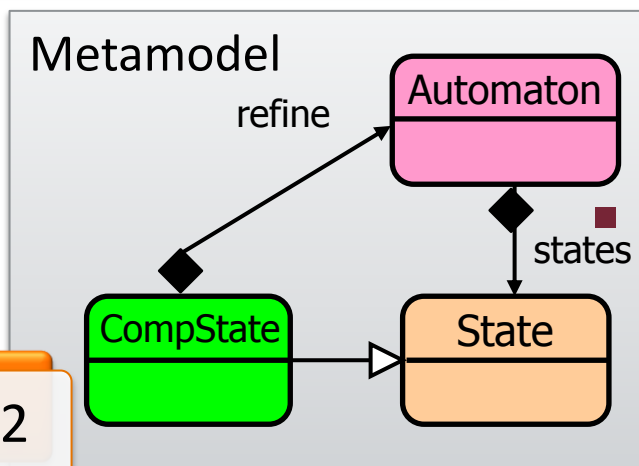 Metamodel
Automaton
refine
states
CompState
State
2